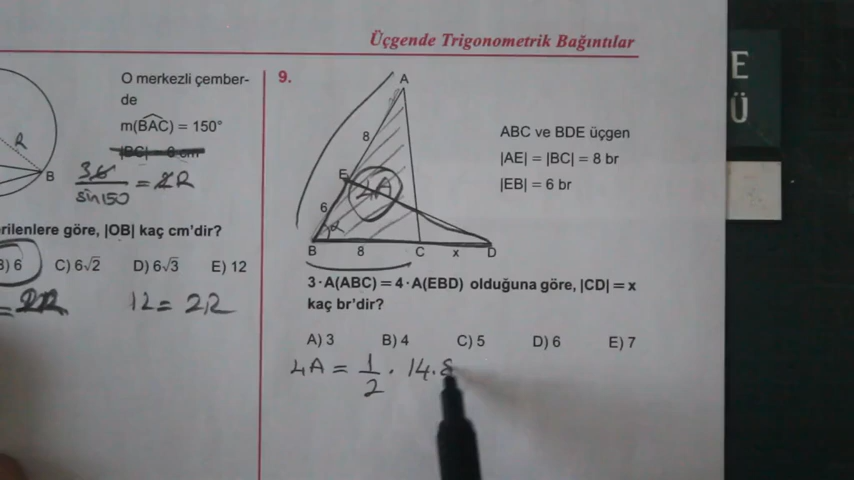 Üçgende Trigonometrik Bağıntılar
O merkezli çember-
de
m(BAC) = 150°
R
B
36/sin150 = 2R
erilenlere göre, |OB| kaç cm'dir?
B) 6 C) 6√2 D) 6√3 E) 12
= 2R 12 = 2R
9.
A
8
E
4A
6
α
B 8 C x D
ABC ve BDE üçgen
|AE| = |BC| = 8 br
|EB| = 6 br
3·A(ABC) = 4·A(EBD) olduğuna göre, |CD| = x
kaç br'dir?
A) 3 B) 4 C) 5 D) 6 E) 7
4A = 1/2 · 14.8
E
Ü